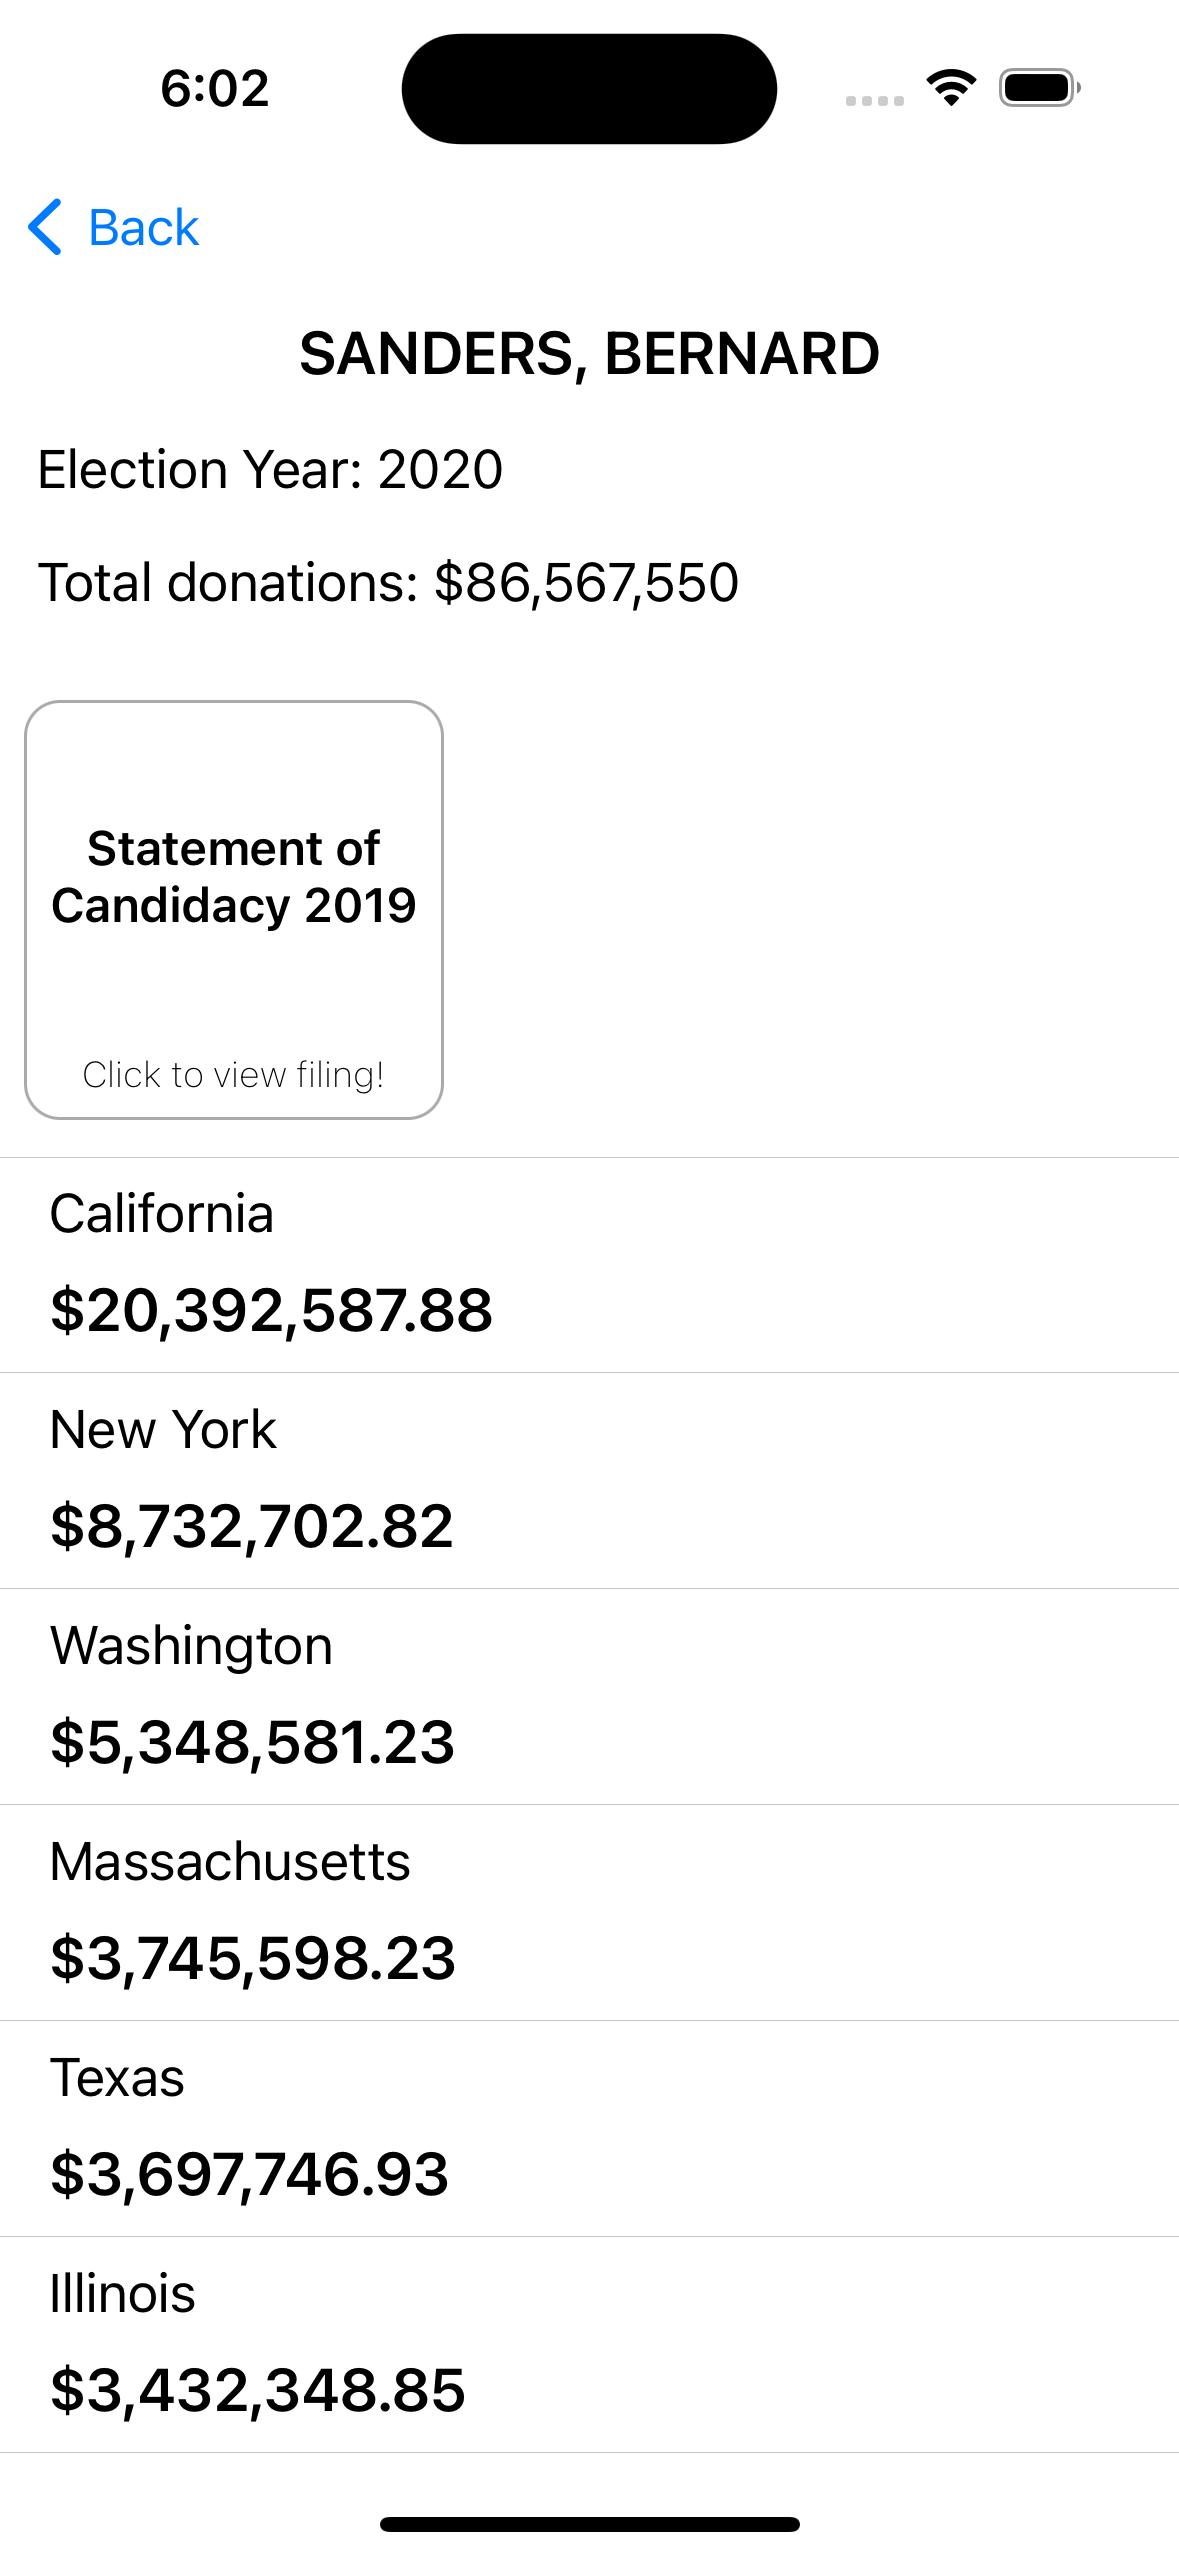 6:02
Back
SANDERS, BERNARD
Election Year: 2020
Total donations: $86,567,550
Statement of
Candidacy 2019
Click to view filing!
California
$20,392,587.88
New York
$8,732,702.82
Washington
$5,348,581.23
Massachusetts
$3,745,598.23
Texas
$3,697,746.93
Illinois
$3,432,348.85